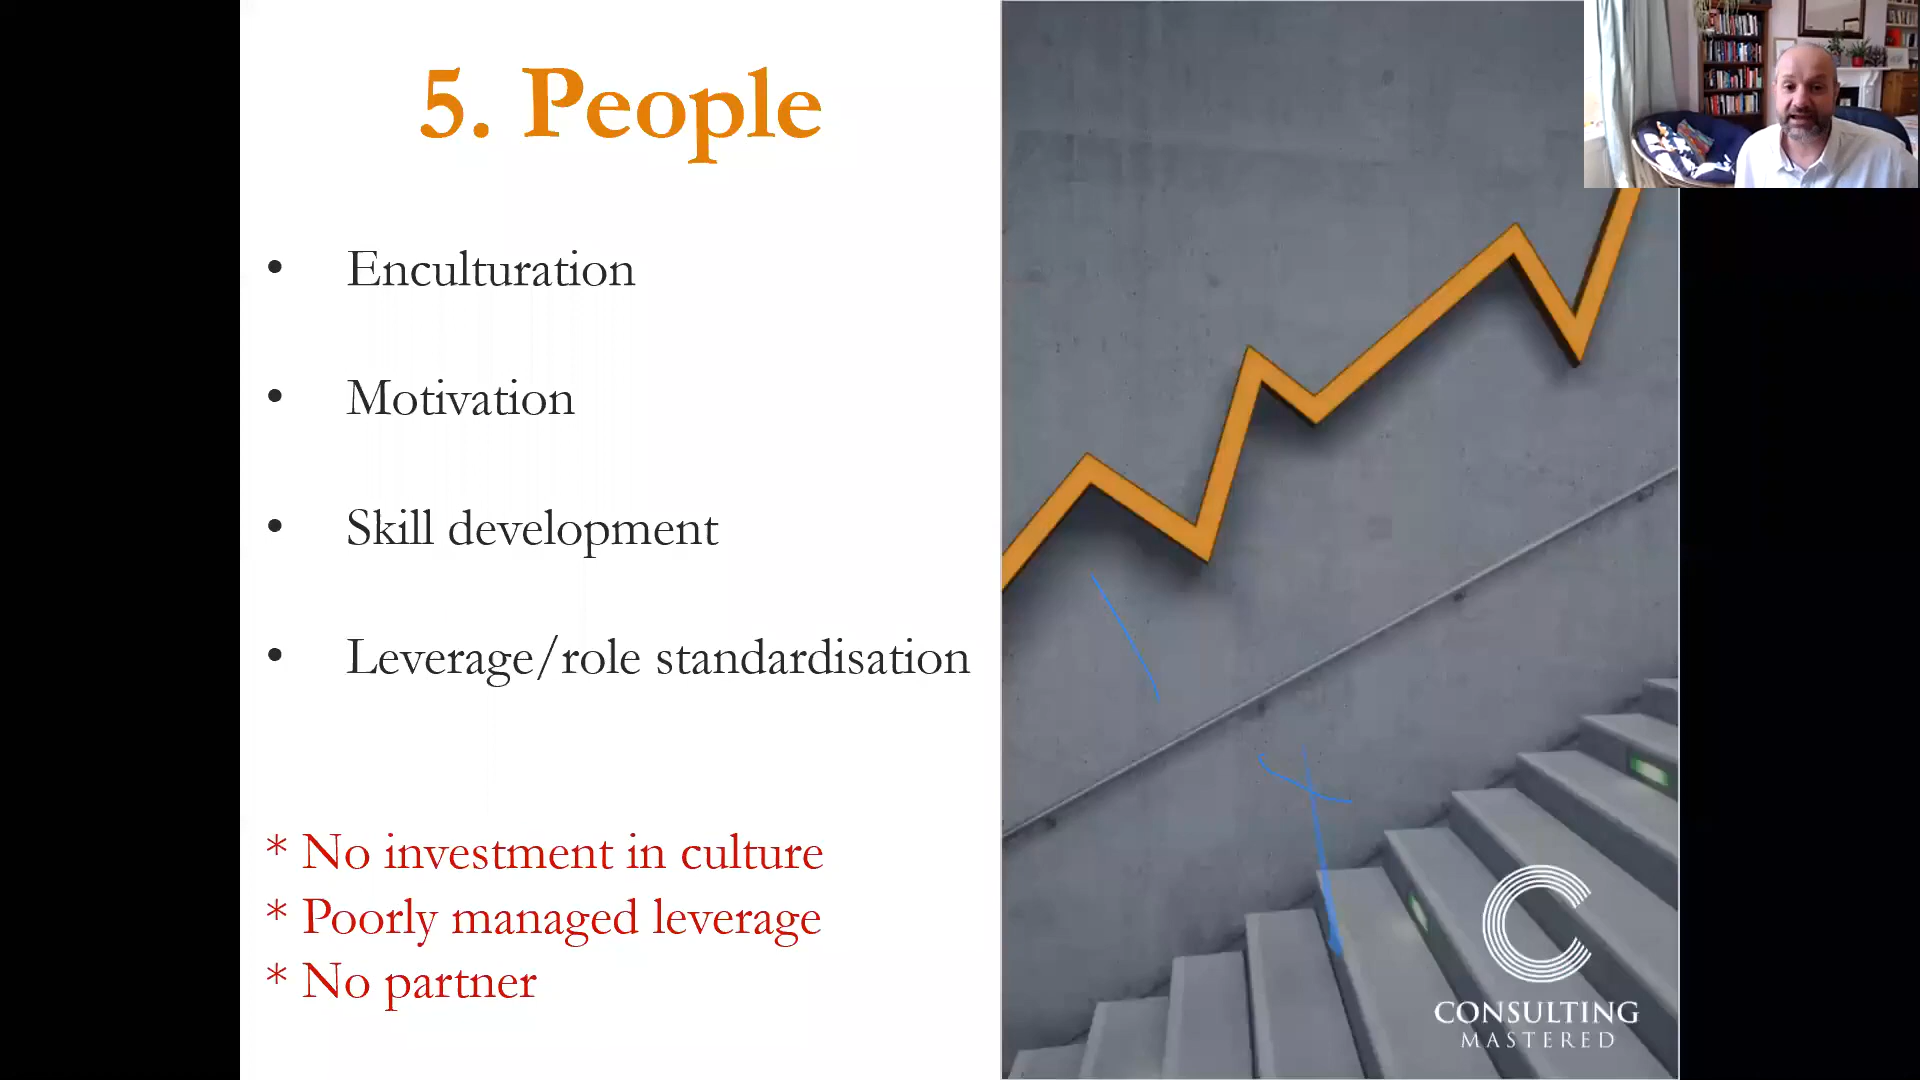 5. People
• Enculturation
• Motivation
• Skill development
• Leverage/role standardisation
* No investment in culture
* Poorly managed leverage
* No partner
CONSULTING
MASTERED